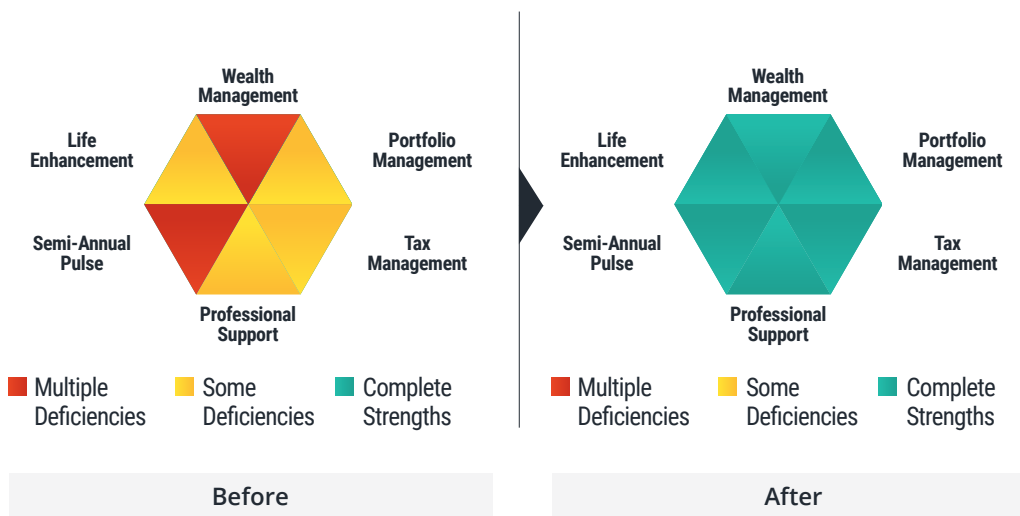 Wealth
Management
Life
Enhancement
Portfolio
Management
Semi-Annual
Pulse
Tax
Management
Professional
Support
Multiple
Deficiencies
Some
Deficiencies
Complete
Strengths
Before
Wealth
Management
Life
Enhancement
Portfolio
Management
Semi-Annual
Pulse
Tax
Management
Professional
Support
Multiple
Deficiencies
Some
Deficiencies
Complete
Strengths
After